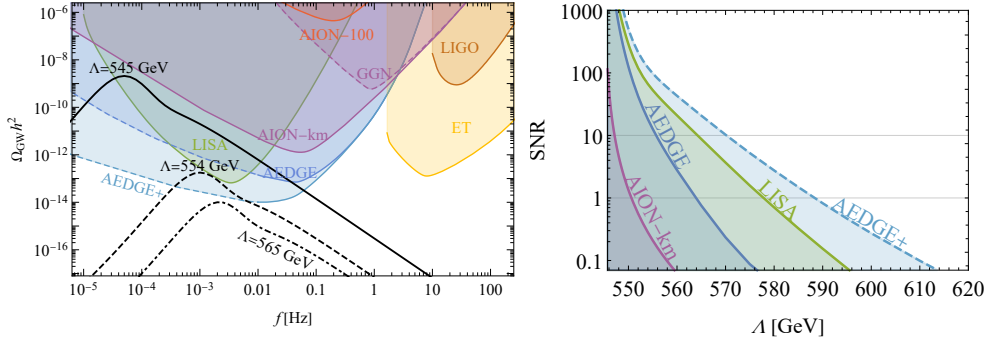 10⁻⁶
10⁻⁸
10⁻¹⁰
10⁻¹²
10⁻¹⁴
10⁻¹⁶
Ω_GW h²
AION-100
LIGO
GGN
Λ=545 GeV
ET
AION-km
LISA
AEDGE
Λ=554 GeV
AEDGE+
Λ=565 GeV
10⁻⁵ 10⁻⁴ 10⁻³ 0.01 0.1 1 10 100
f[Hz]
1000
100
10
1
0.1
SNR
AEDGE
LISA
AION-km
AEDGE+
550 560 570 580 590 600 610 620
Λ [GeV]